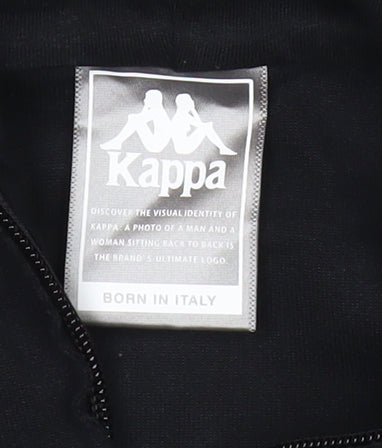 Kappa
DISCOVER THE VISUAL IDENTITY OF
KAPPA: A PHOTO OF A MAN AND A
WOMAN SITTING BACK TO BACK IS
THE BRAND'S ULTIMATE LOGO.
BORN IN ITALY